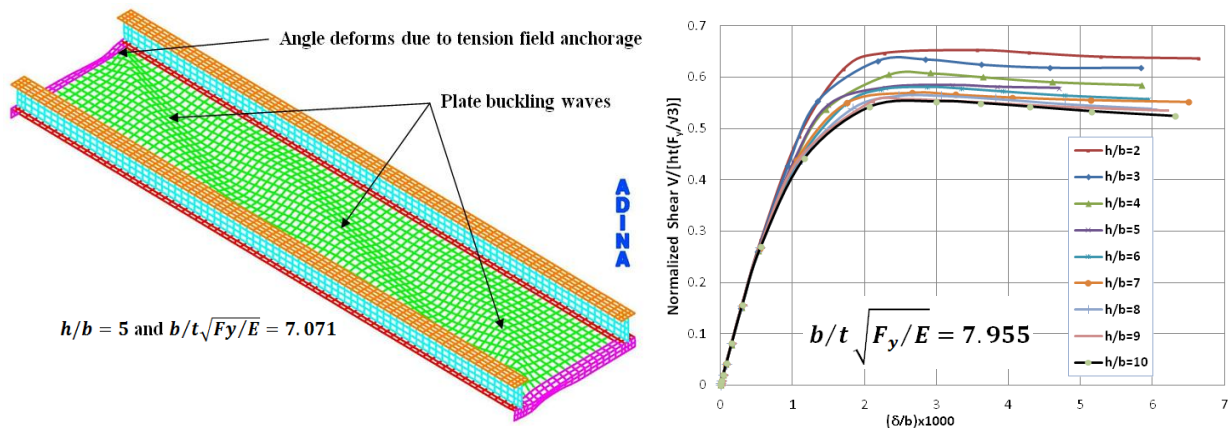 Angle deforms due to tension field anchorage
Plate buckling waves
ADINA
h/b = 5 and b/t√Fy/E = 7.071
Normalized Shear V/[ht(Fy/√3)]
0.7
0.6
0.5
0.4
0.3
0.2
0.1
0
0 1 2 3 4 5 6 7
(δ/b)x1000
b/t √Fy/E = 7.955
h/b=2
h/b=3
h/b=4
h/b=5
h/b=6
h/b=7
h/b=8
h/b=9
h/b=10